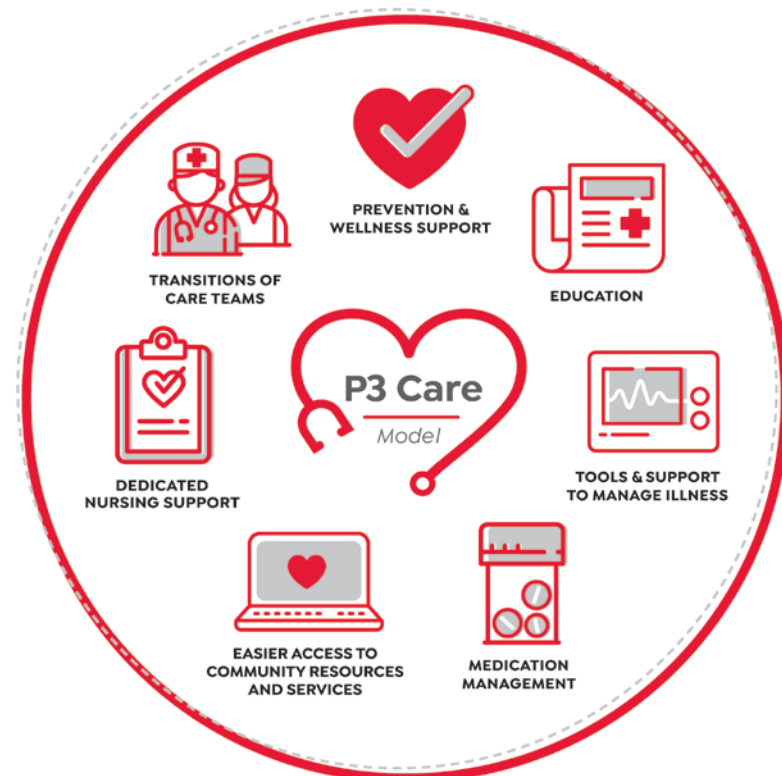 PREVENTION &
WELLNESS SUPPORT
EDUCATION
TOOLS & SUPPORT
TO MANAGE ILLNESS
MEDICATION
MANAGEMENT
EASIER ACCESS TO
COMMUNITY RESOURCES
AND SERVICES
DEDICATED
NURSING SUPPORT
TRANSITIONS OF
CARE TEAMS
P3 Care
Model